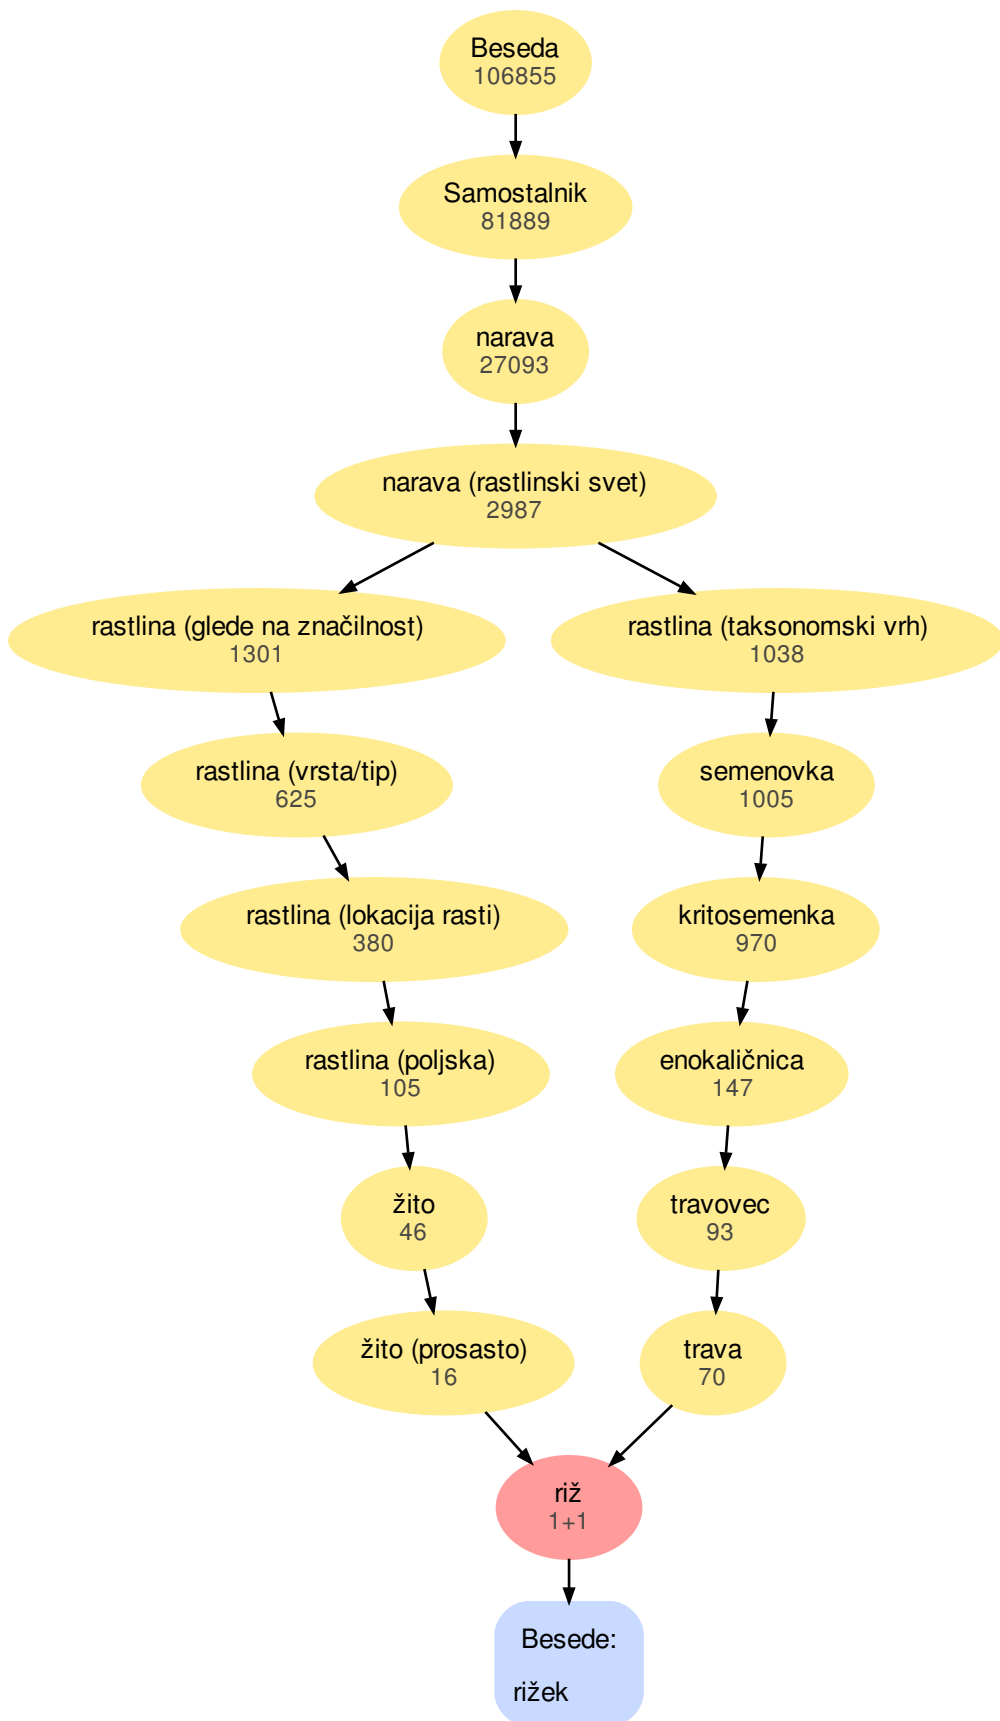 Beseda
106855
Samostalnik
81889
narava
27093
narava (rastlinski svet)
2987
rastlina (glede na značilnost)
1301
rastlina (taksonomski vrh)
1038
rastlina (vrsta/tip)
625
semenovka
1005
rastlina (lokacija rasti)
380
kritosemenka
970
rastlina (poljska)
105
enokaličnica
147
žito
46
travovec
93
žito (prosasto)
16
trava
70
riž
1+1
Besede:
rižek